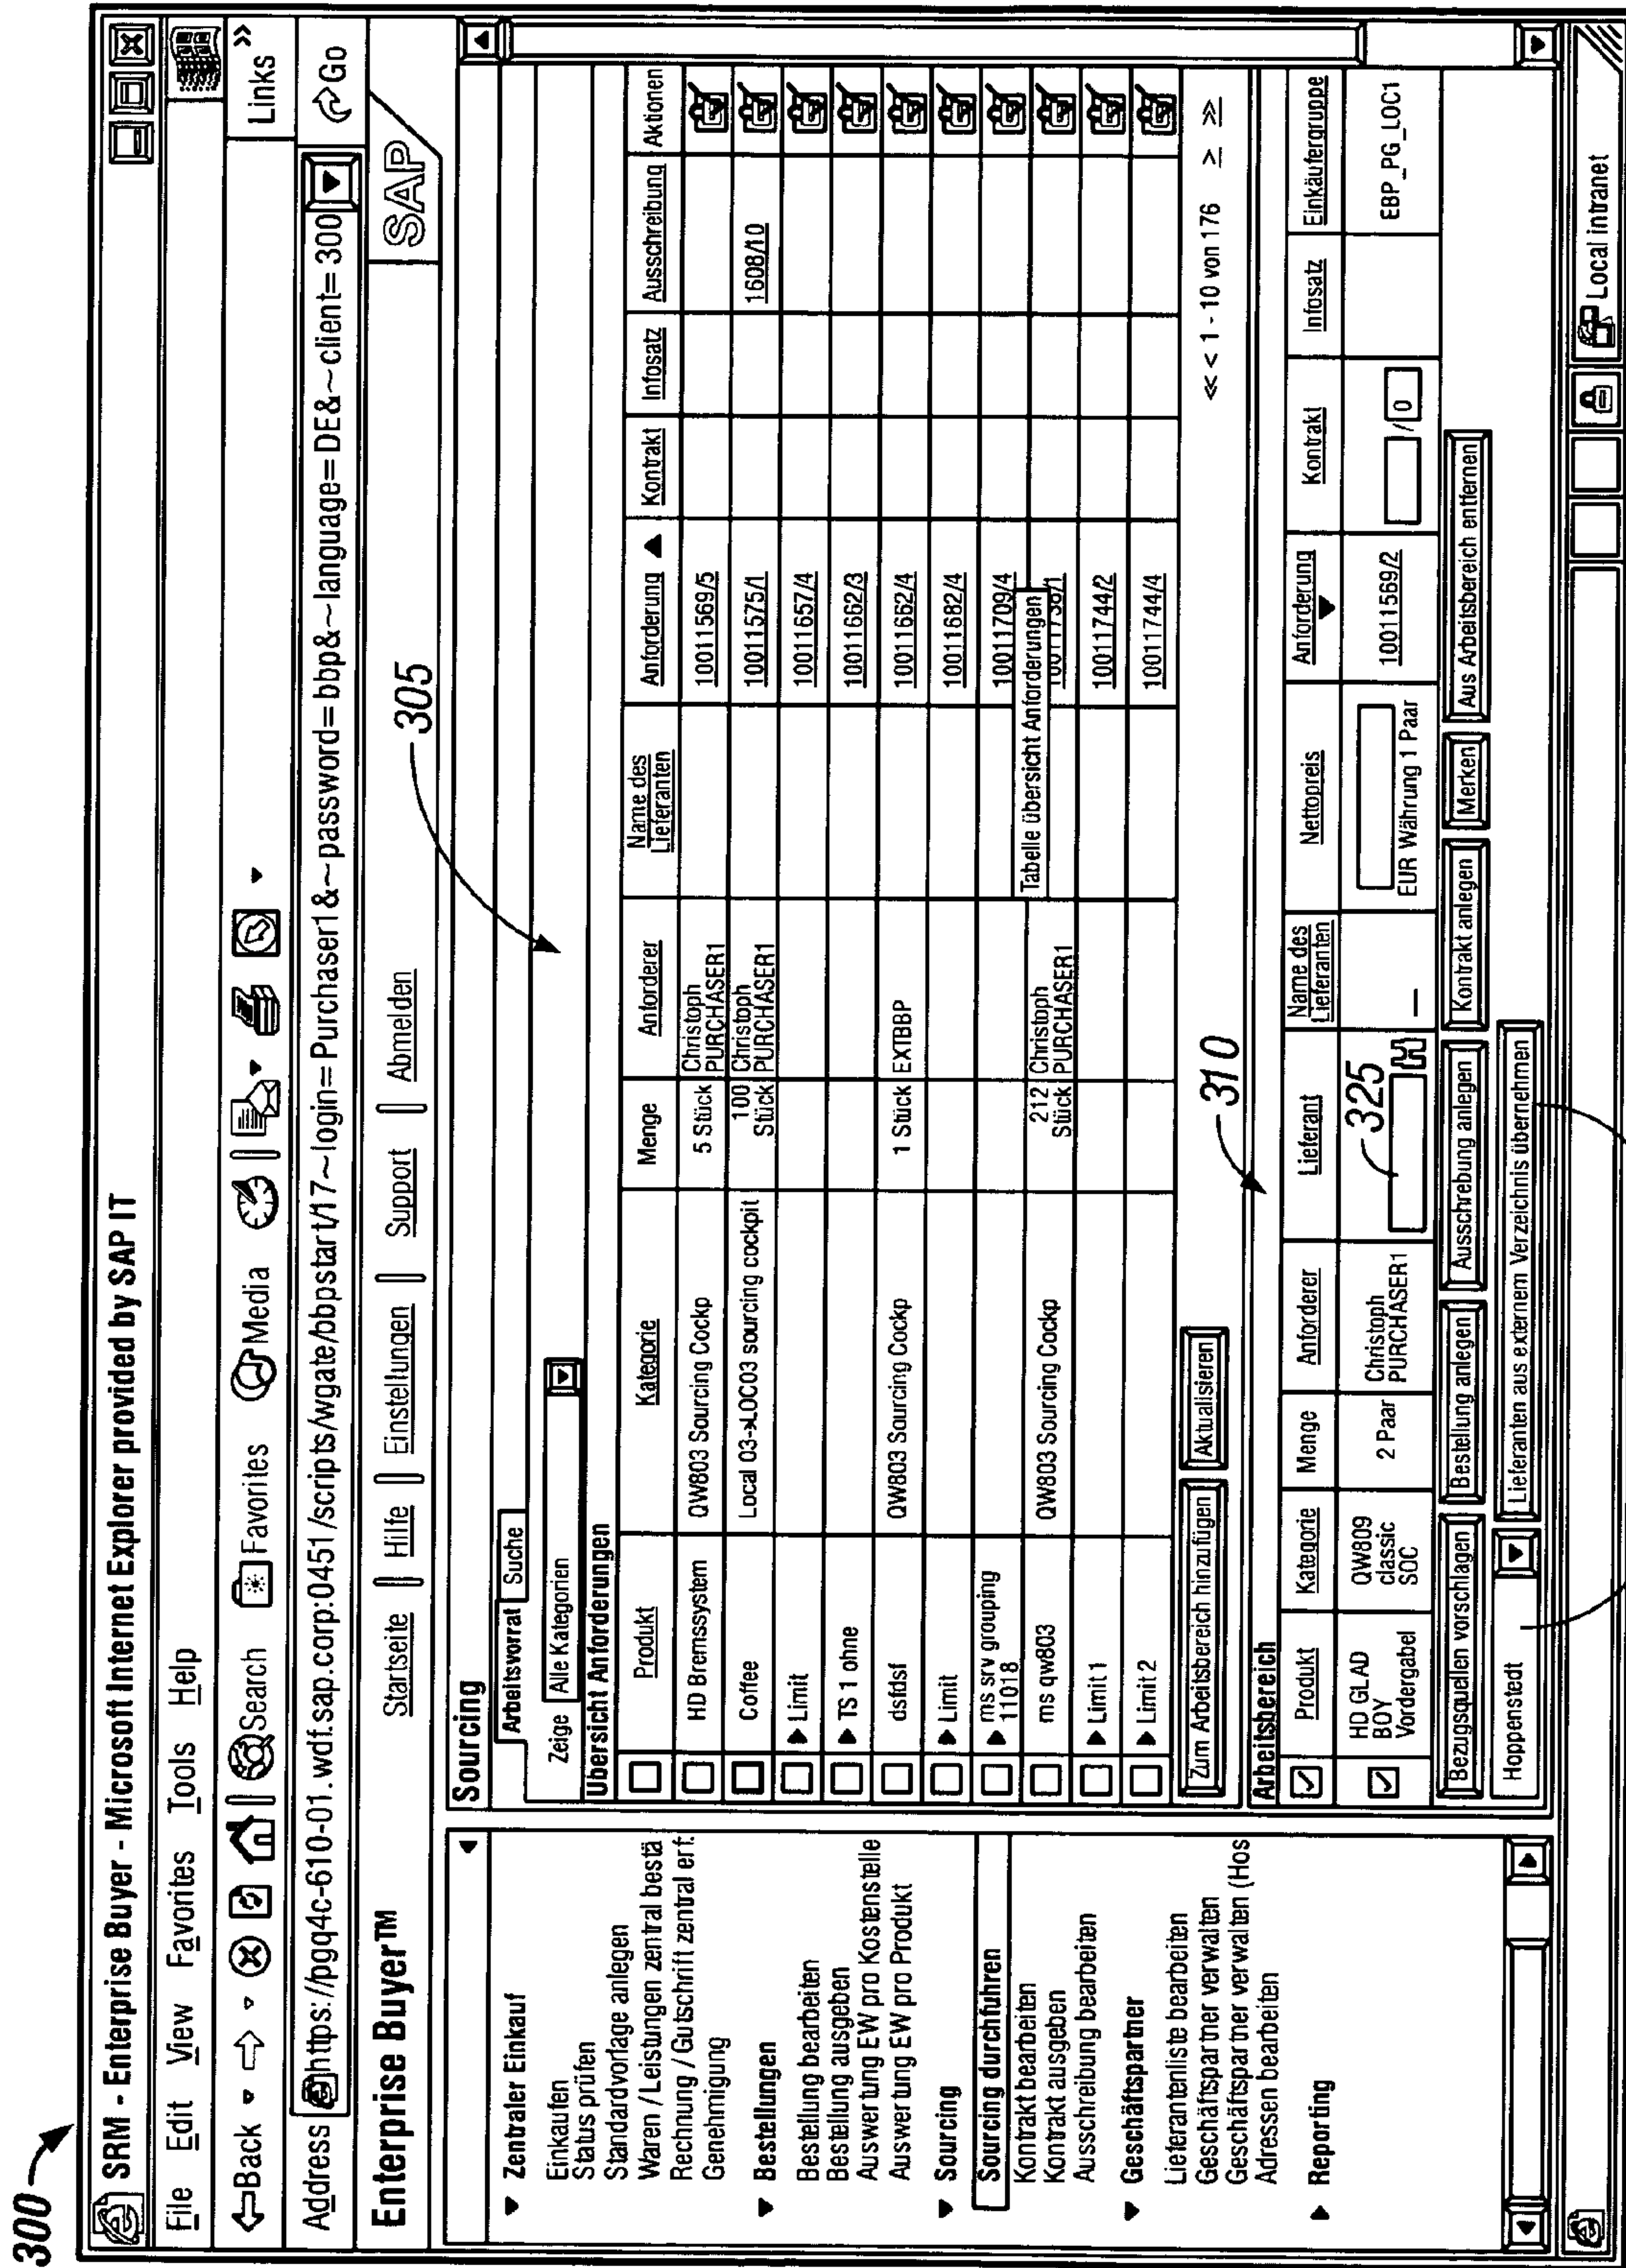 300
SRM - Enterprise Buyer - Microsoft Internet Explorer provided by SAP IT
File Edit View Favorites Tools Help
Back Search Favorites Media
Links »
Address https://pgq4c-610-01.wdf.sap.corp:0451/scripts/wgate/bbpstart/17~login=Purchaser1&~password=bbp&~language=DE&~client=300 Go
Enterprise Buyer™ SAP
Startseite Hilfe Einstellungen Support Abmelden
305
Zentraler Einkauf
Einkaufen
Status prüfen
Standardvorlage anlegen
Waren / Leistungen zentral bestä
Rechnung / Gutschrift zentral erf.
Genehmigung
Bestellungen
Bestellung bearbeiten
Bestellung ausgeben
Auswertung EW pro Kostenstelle
Auswertung EW pro Produkt
Sourcing
Sourcing durchführen
Kontrakt bearbeiten
Kontrakt ausgeben
Ausschreibung bearbeiten
Geschäftspartner
Lieferantenliste bearbeiten
Geschäftspartner verwalten
Geschäftspartner verwalten (Hos
Adressen bearbeiten
Reporting
Sourcing
Arbeitsvorrat Suche
Zeige Alle Kategorien
Übersicht Anforderungen
Produkt Kategorie Menge Anforderer Name des Lieferanten Anforderung Kontrakt Infosatz Ausschreibung Aktionen
HD Bremssystem QW803 Sourcing Cockp 5 Stück Christoph PURCHASER1 10011569/5
Coffee Local 03->LOC03 sourcing cockpit 100 Stück Christoph PURCHASER1 10011575/1 1608/10
Limit 10011657/4
TS 1 ohne 10011662/3
dsfdsf QW803 Sourcing Cockp 1 Stück EXTBBP 10011662/4
Limit 10011682/4
ms srv grouping 11018 10011709/4
Tabelle übersicht Anforderungen
ms qw803 QW803 Sourcing Cockp 212 Stück Christoph PURCHASER1 10011738/1
Limit 1 10011744/2
Limit 2 10011744/4
Zum Arbeitsbereich hinzufügen Aktualisieren << < 1 - 10 von 176 > >>
310
Arbeitsbereich
Produkt Kategorie Menge Anforderer Lieferant Name des Lieferanten Nettopreis Anforderung Kontrakt Infosatz Einkäufergruppe
HD GLAD BOY Vordergabel QW809 classic SOC 2 Paar Christoph PURCHASER1 325 EUR Währung 1 Paar 10011569/2 / 0 EBP_PG_LOC1
Bezugsquellen vorschlagen Bestellung anlegen Ausschrebung anlegen Kontrakt anlegen Merken Aus Arbeitsbereich entfernen
Hoppenstedt Lieferanten aus externem Verzeichnis übernehmen
Local intranet